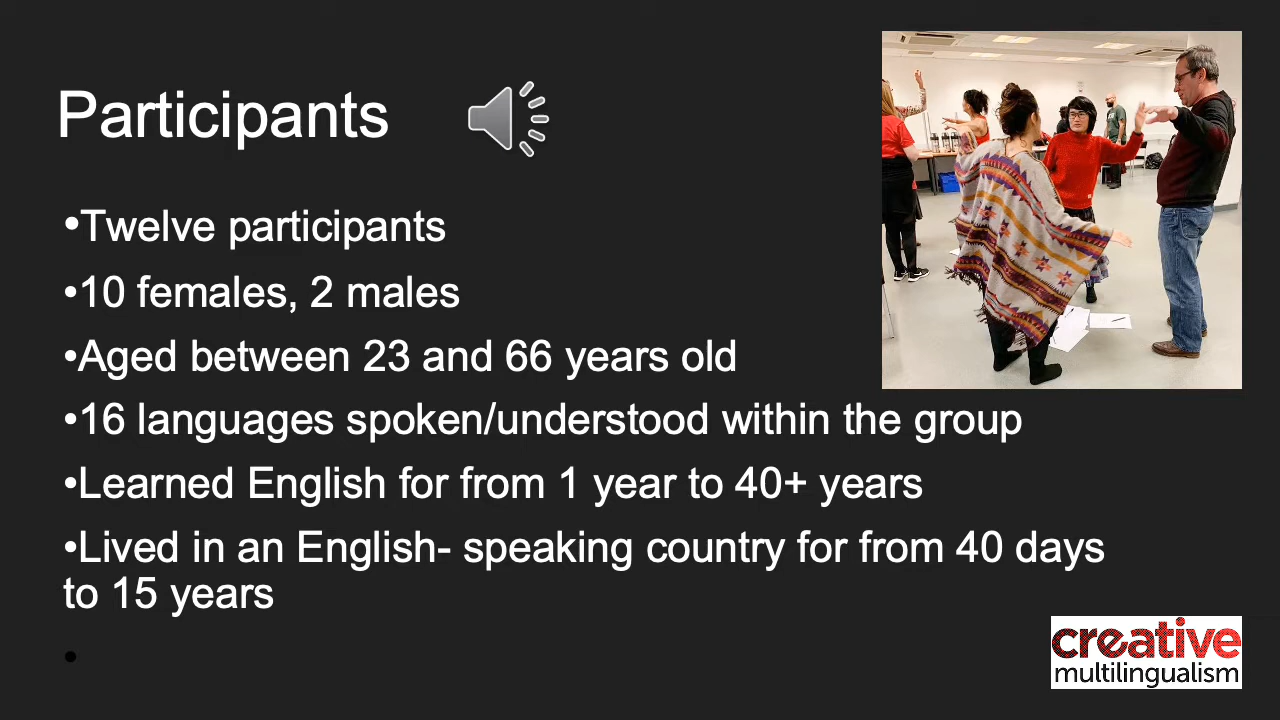 Participants
•Twelve participants
•10 females, 2 males
•Aged between 23 and 66 years old
•16 languages spoken/understood within the group
•Learned English for from 1 year to 40+ years
•Lived in an English- speaking country for from 40 days
to 15 years
•
creative
multilingualism